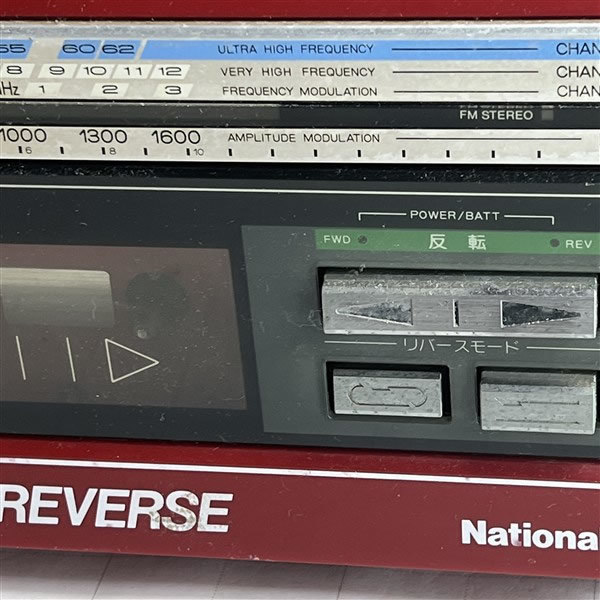 55 60 62 ULTRA HIGH FREQUENCY CHAN
8 9 10 11 12 VERY HIGH FREQUENCY CHAN
MHz 1 2 3 FREQUENCY MODULATION CHAN
FM STEREO
1000 1300 1600 AMPLITUDE MODULATION
6 8 10
POWER/BATT
FWD 反転 REV
リバースモード
REVERSE
National